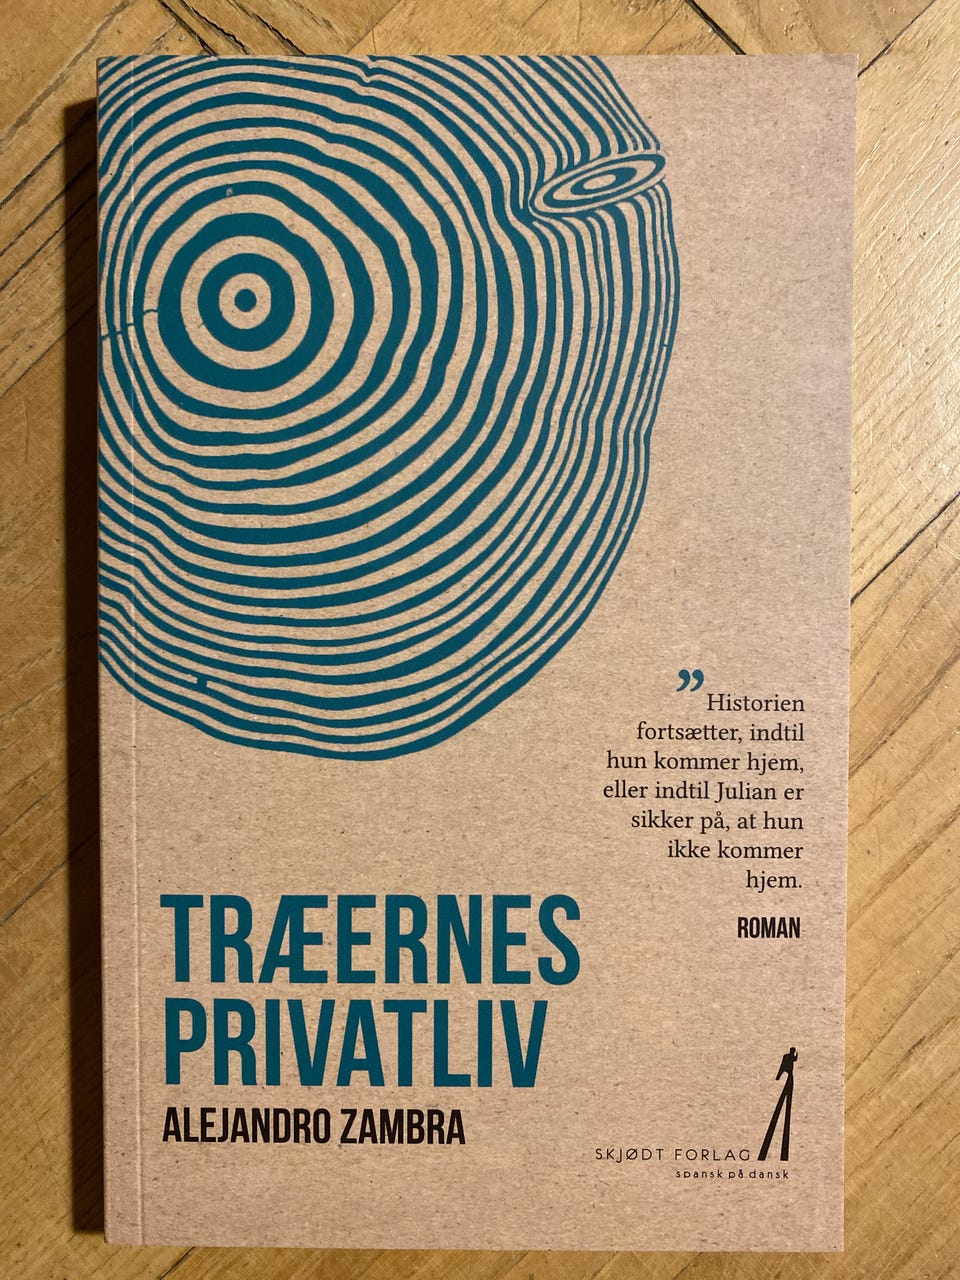 ”Historien
fortsætter, indtil
hun kommer hjem,
eller indtil Julian er
sikker på, at hun
ikke kommer
hjem.
ROMAN
TRÆERNES
PRIVATLIV
ALEJANDRO ZAMBRA
SKJØDT FORLAG
spansk på dansk